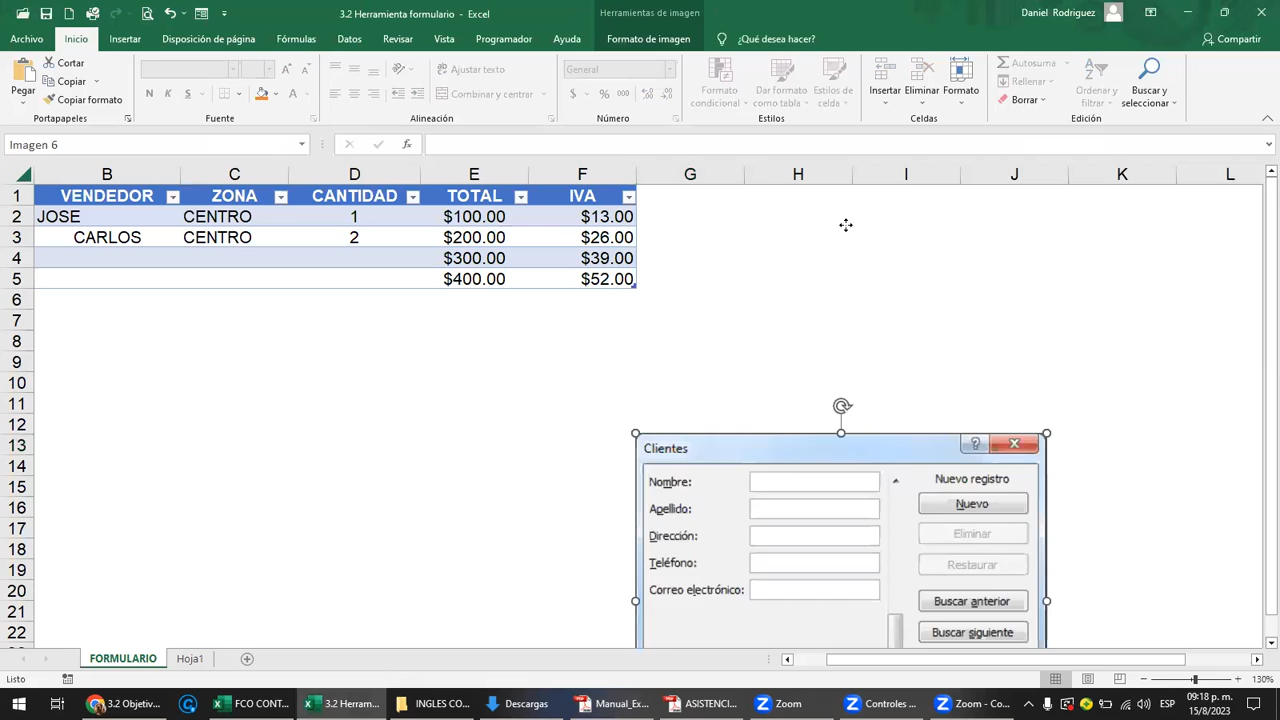 3.2 Herramienta formulario - Excel
Herramientas de imagen
Daniel Rodriguez
Archivo Inicio Insertar Disposición de página Fórmulas Datos Revisar Vista Programador Ayuda Formato de imagen ¿Qué desea hacer? Compartir
Pegar
Cortar
Copiar
Copiar formato
Portapapeles
N K S
Fuente
Ajustar texto
Combinar y centrar
Alineación
General
$ % 000
Número
Formato condicional
Dar formato como tabla
Estilos de celda
Estilos
Insertar Eliminar Formato
Celdas
Autosuma
Rellenar
Borrar
Ordenar y filtrar
Buscar y seleccionar
Edición
Imagen 6
fx
B C D E F G H I J K L
1 VENDEDOR ZONA CANTIDAD TOTAL IVA
2 JOSE CENTRO 1 $100.00 $13.00
3 CARLOS CENTRO 2 $200.00 $26.00
4 $300.00 $39.00
5 $400.00 $52.00
6
7
8
9
10
11
12
13
14
15
16
17
18
19
20
21
22
Clientes
Nombre:
Apellido:
Dirección:
Teléfono:
Correo electrónico:
Nuevo registro
Nuevo
Eliminar
Restaurar
Buscar anterior
Buscar siguiente
FORMULARIO Hoja1
Listo
130%
3.2 Objetiv... FCO CONT... 3.2 Herram... INGLES CO... Descargas Manual_Ex... ASISTENCI... Zoom Controles ... Zoom - Co...
ESP
09:18 p. m.
15/8/2023